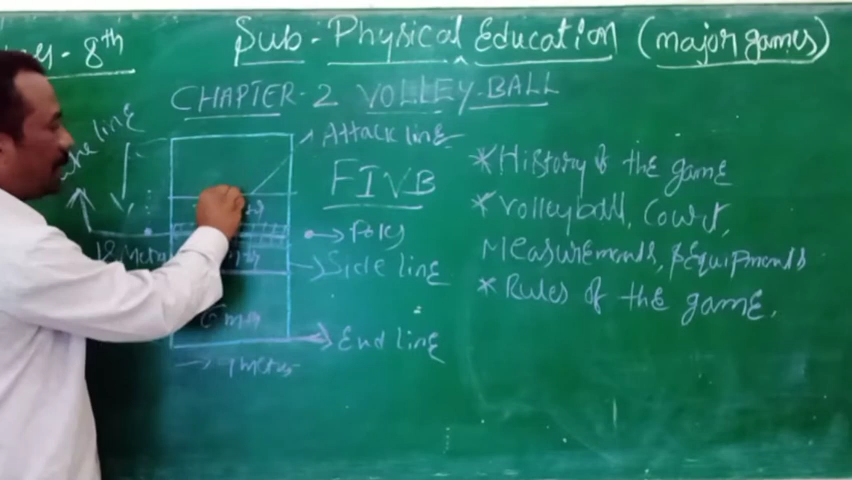 8th
Sub - Physical Education (major games)
CHAPTER - 2 VOLLEY-BALL
line
Attack line
FIVB
Side line
End line
* History of the game
* Volleyball, Court,
Measurements, & Equipments
* Rules of the game.